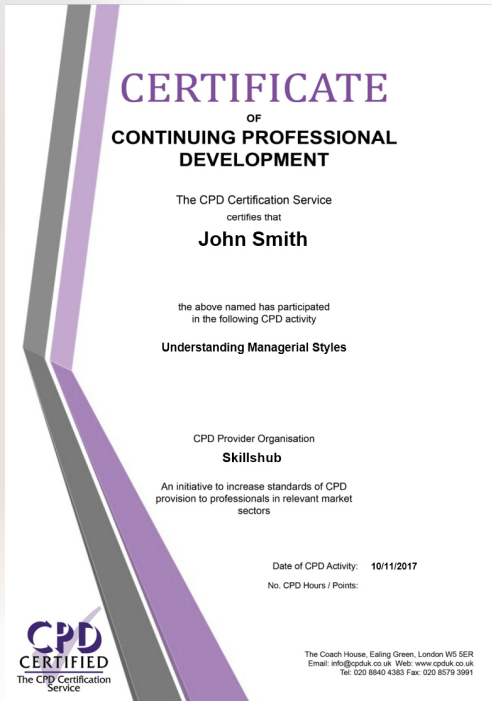 CERTIFICATE
OF
CONTINUING PROFESSIONAL
DEVELOPMENT
The CPD Certification Service
certifies that
John Smith
the above named has participated
in the following CPD activity
Understanding Managerial Styles
CPD Provider Organisation
Skillshub
An initiative to increase standards of CPD
provision to professionals in relevant market
sectors
Date of CPD Activity: 10/11/2017
No. CPD Hours / Points:
CPD
CERTIFIED
The CPD Certification
Service
The Coach House, Ealing Green, London W5 5ER
Email: info@cpduk.co.uk Web: www.cpduk.co.uk
Tel: 020 8840 4383 Fax: 020 8579 3991